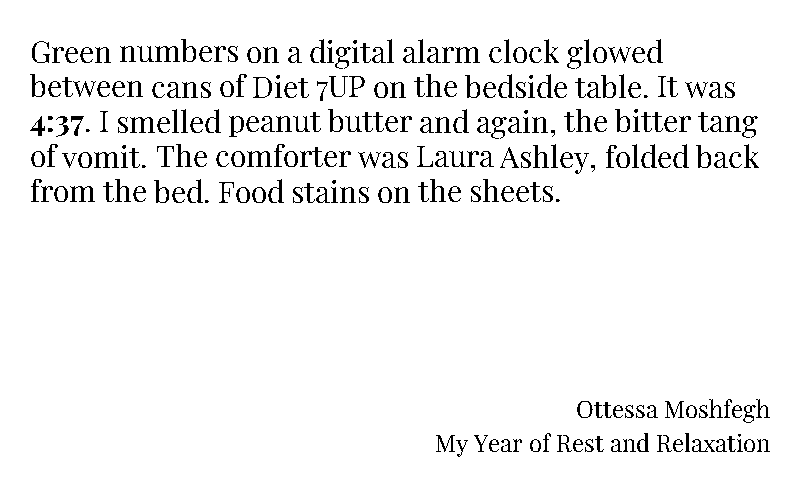 Green numbers on a digital alarm clock glowed
between cans of Diet 7UP on the bedside table. It was
4:37. I smelled peanut butter and again, the bitter tang
of vomit. The comforter was Laura Ashley, folded back
from the bed. Food stains on the sheets.
Ottessa Moshfegh
My Year of Rest and Relaxation